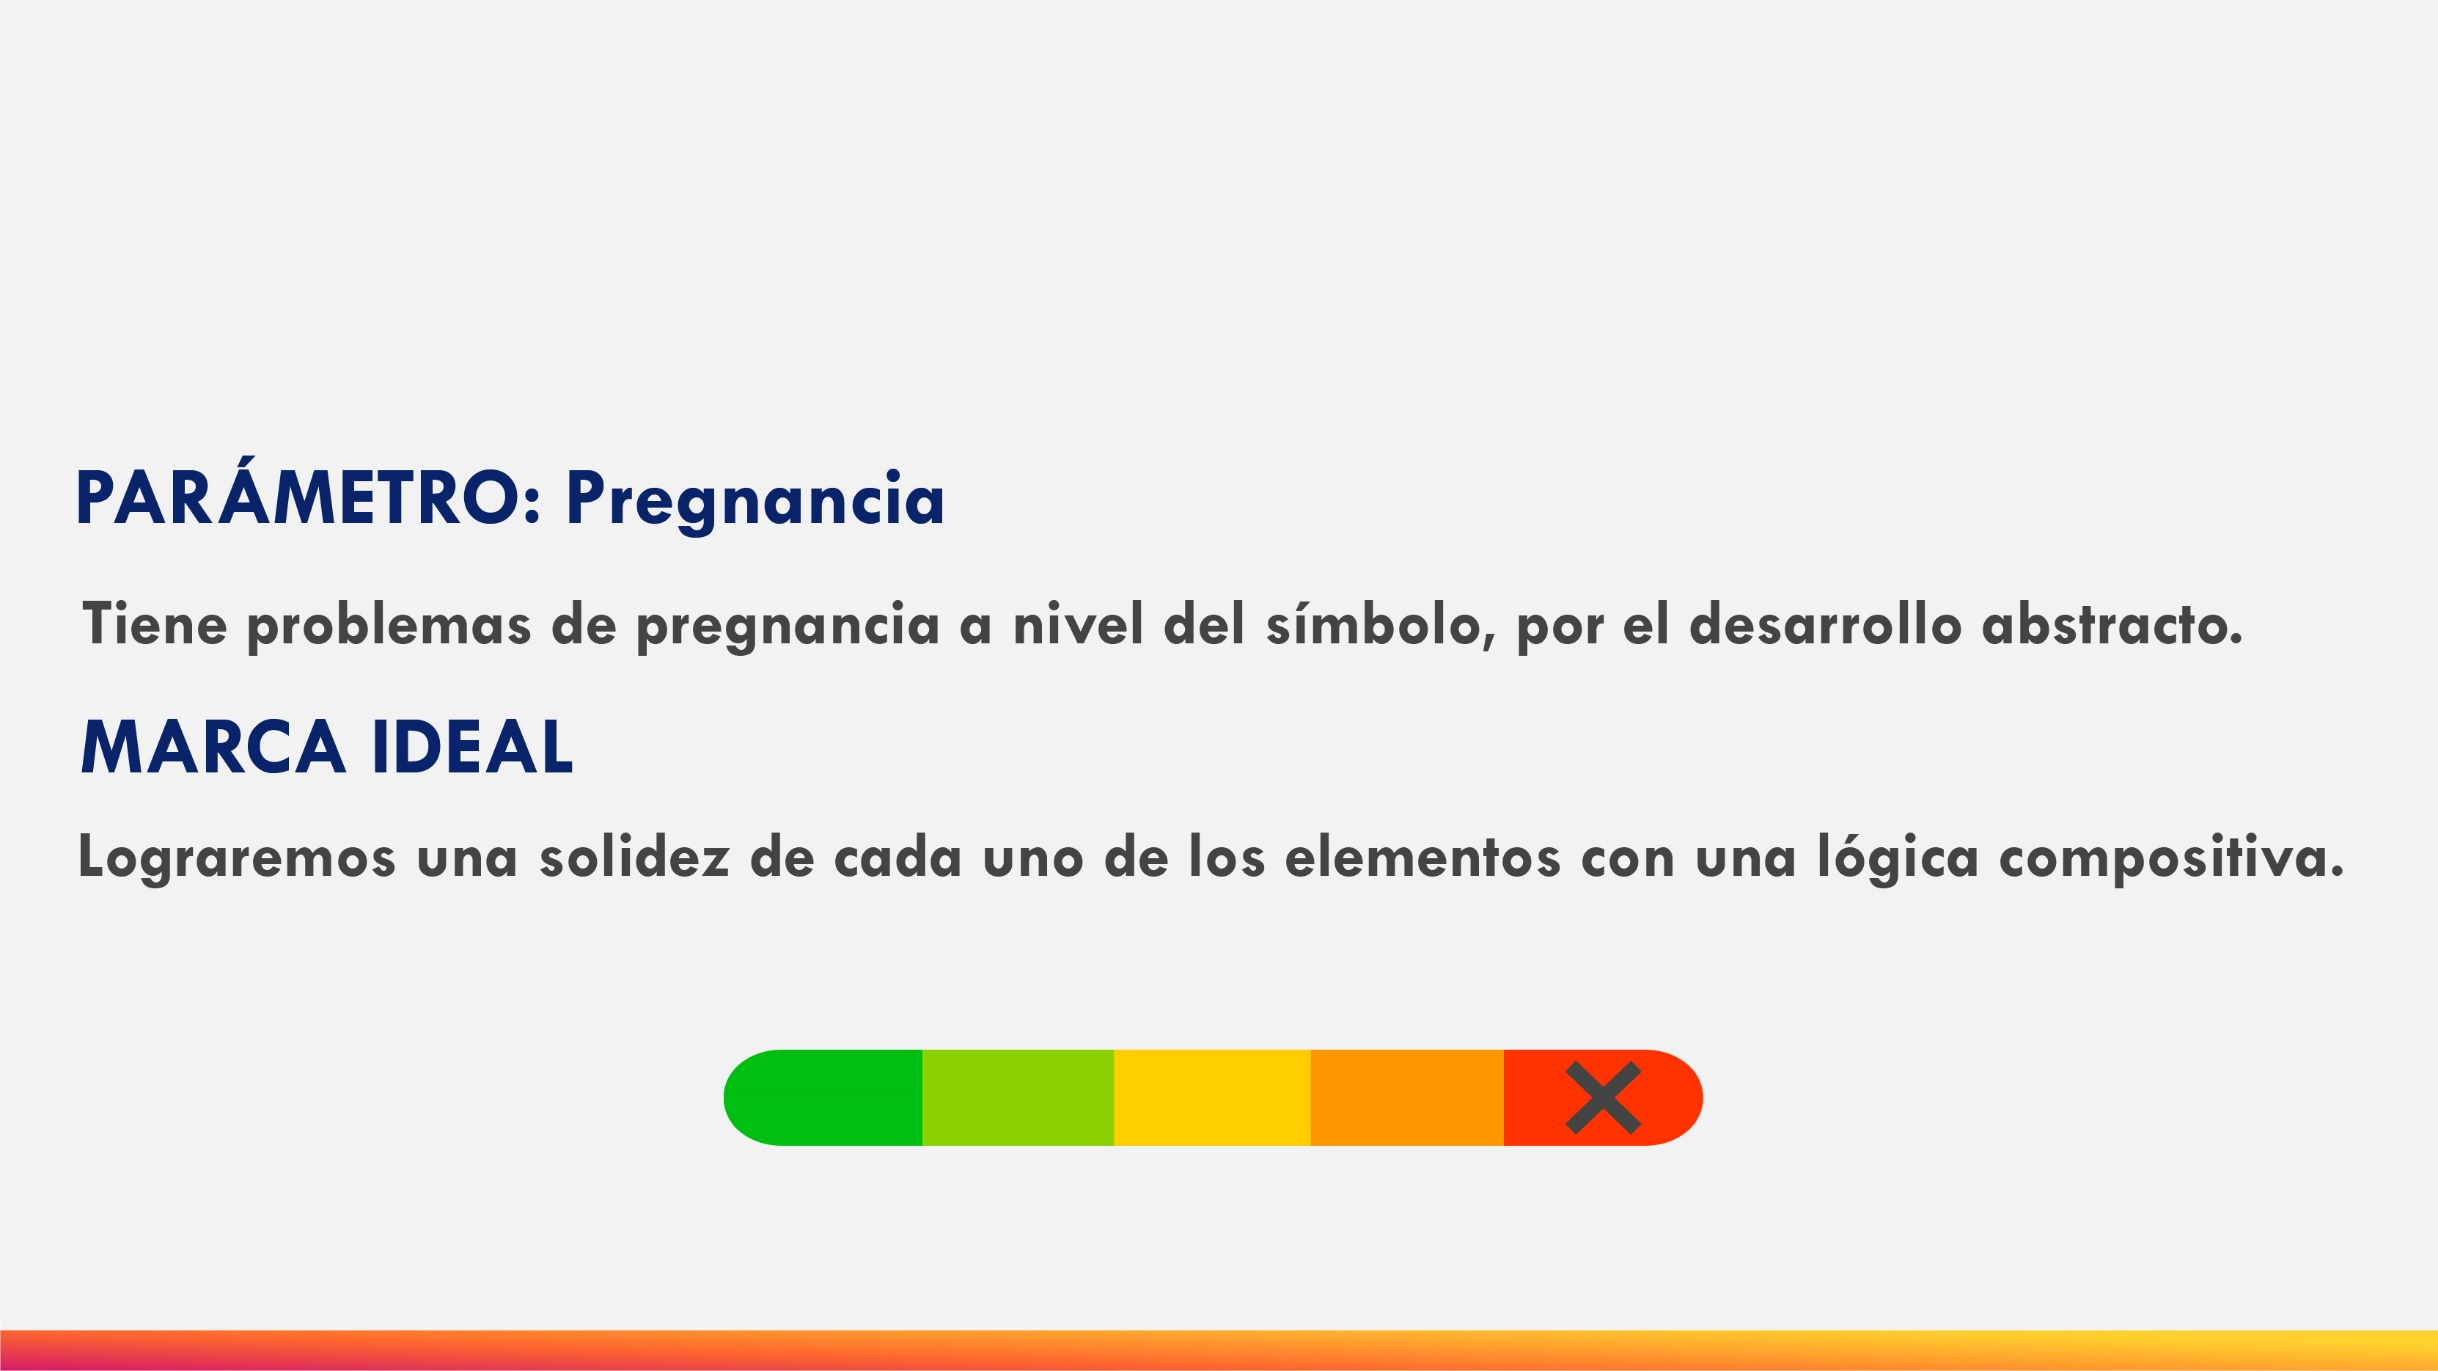 PARÁMETRO: Pregnancia
Tiene problemas de pregnancia a nivel del símbolo, por el desarrollo abstracto.
MARCA IDEAL
Lograremos una solidez de cada uno de los elementos con una lógica compositiva.